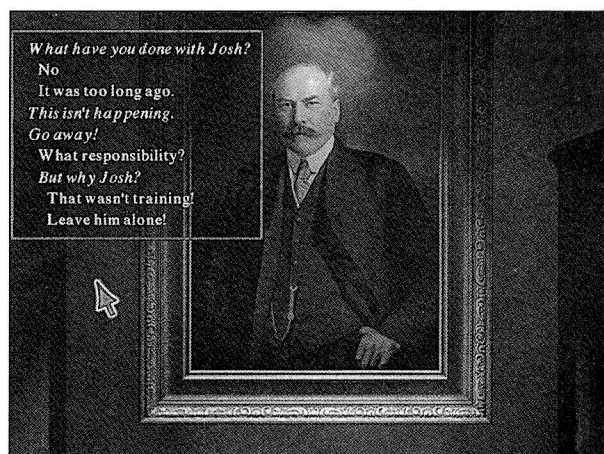 What have you done with Josh?
No
It was too long ago.
This isn't happening.
Go away!
What responsibility?
But why Josh?
That wasn't training!
Leave him alone!